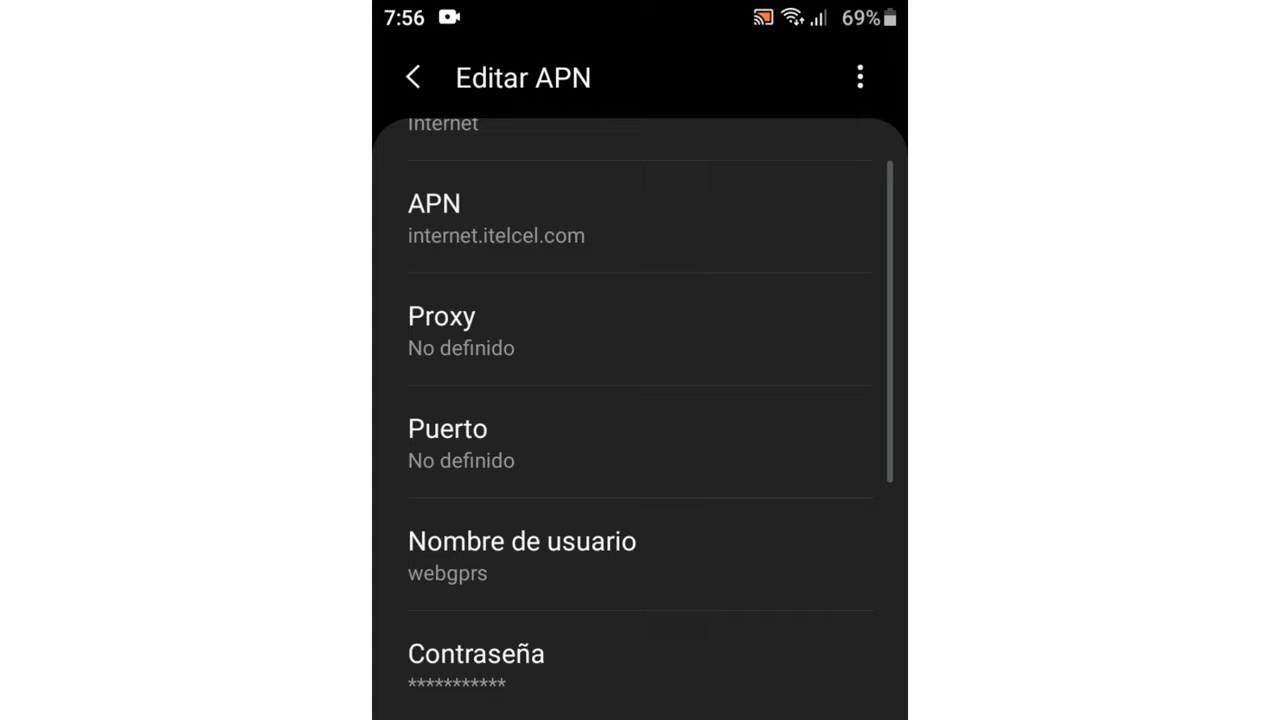 7:56
69%
Editar APN
Internet
APN
internet.itelcel.com
Proxy
No definido
Puerto
No definido
Nombre de usuario
webgprs
Contraseña
***********